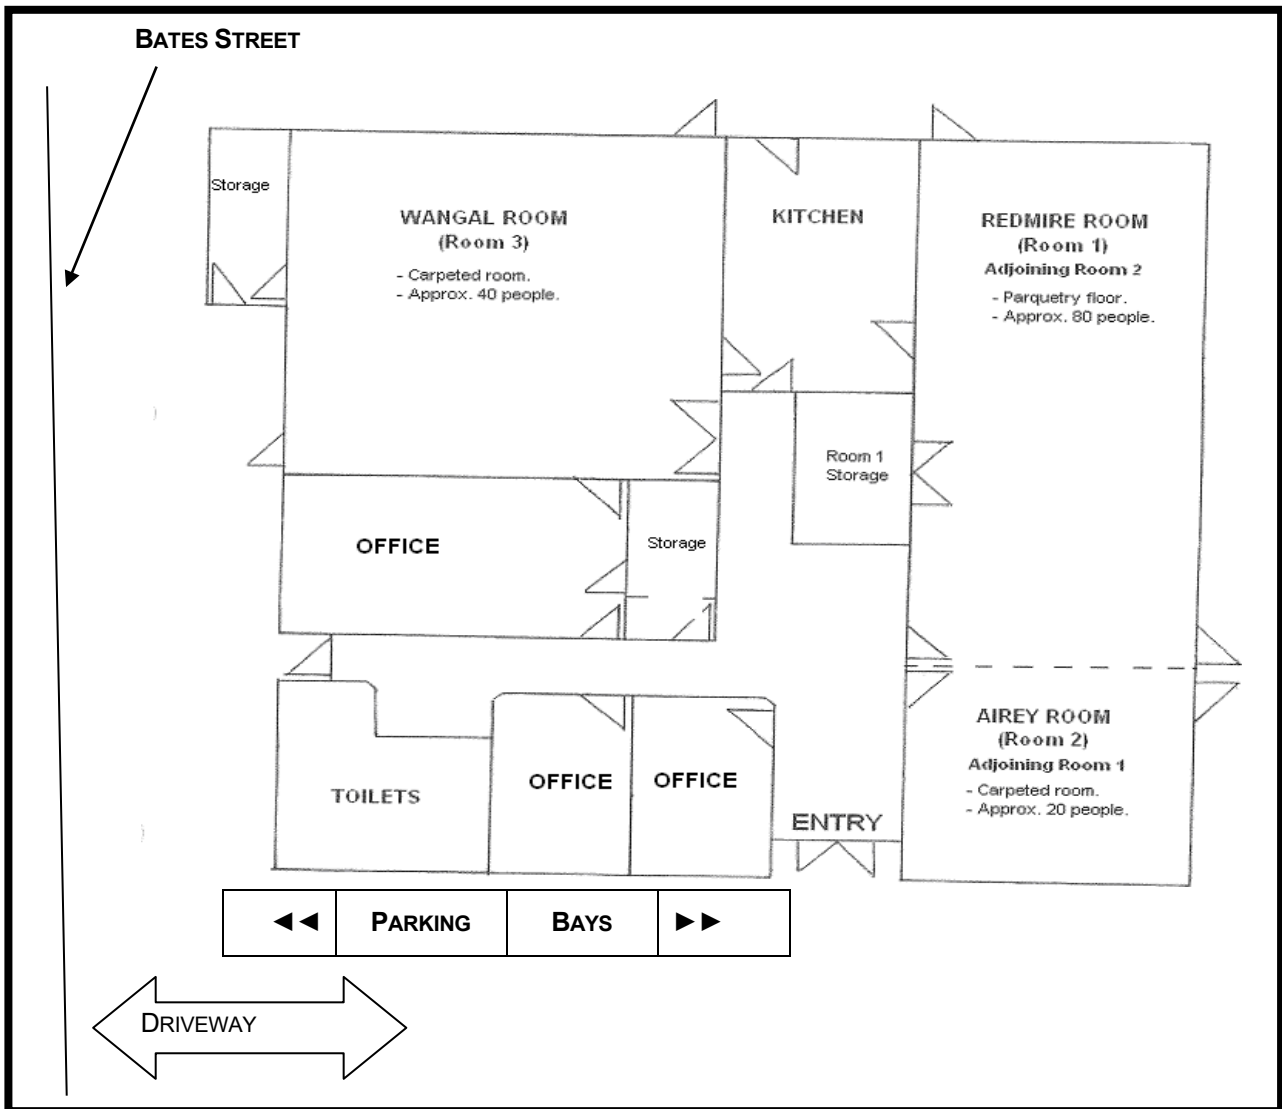 BATES STREET
Storage
WANGAL ROOM
(Room 3)
- Carpeted room.
- Approx. 40 people.
KITCHEN
REDMIRE ROOM
(Room 1)
Adjoining Room 2
- Parquetry floor.
- Approx. 80 people.
Room 1
Storage
OFFICE
Storage
AIREY ROOM
(Room 2)
Adjoining Room 1
- Carpeted room.
- Approx. 20 people.
TOILETS
OFFICE
OFFICE
ENTRY
◄◄ PARKING BAYS ►►
DRIVEWAY